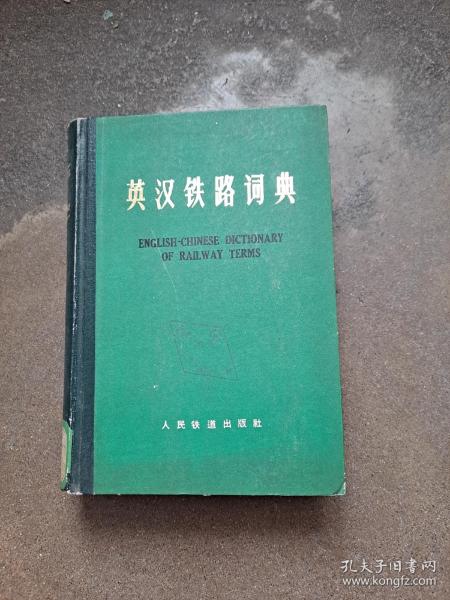 英汉铁路词典
ENGLISH-CHINESE DICTIONARY
OF RAILWAY TERMS
人民铁道出版社
孔夫子旧书网
www.kongfz.com